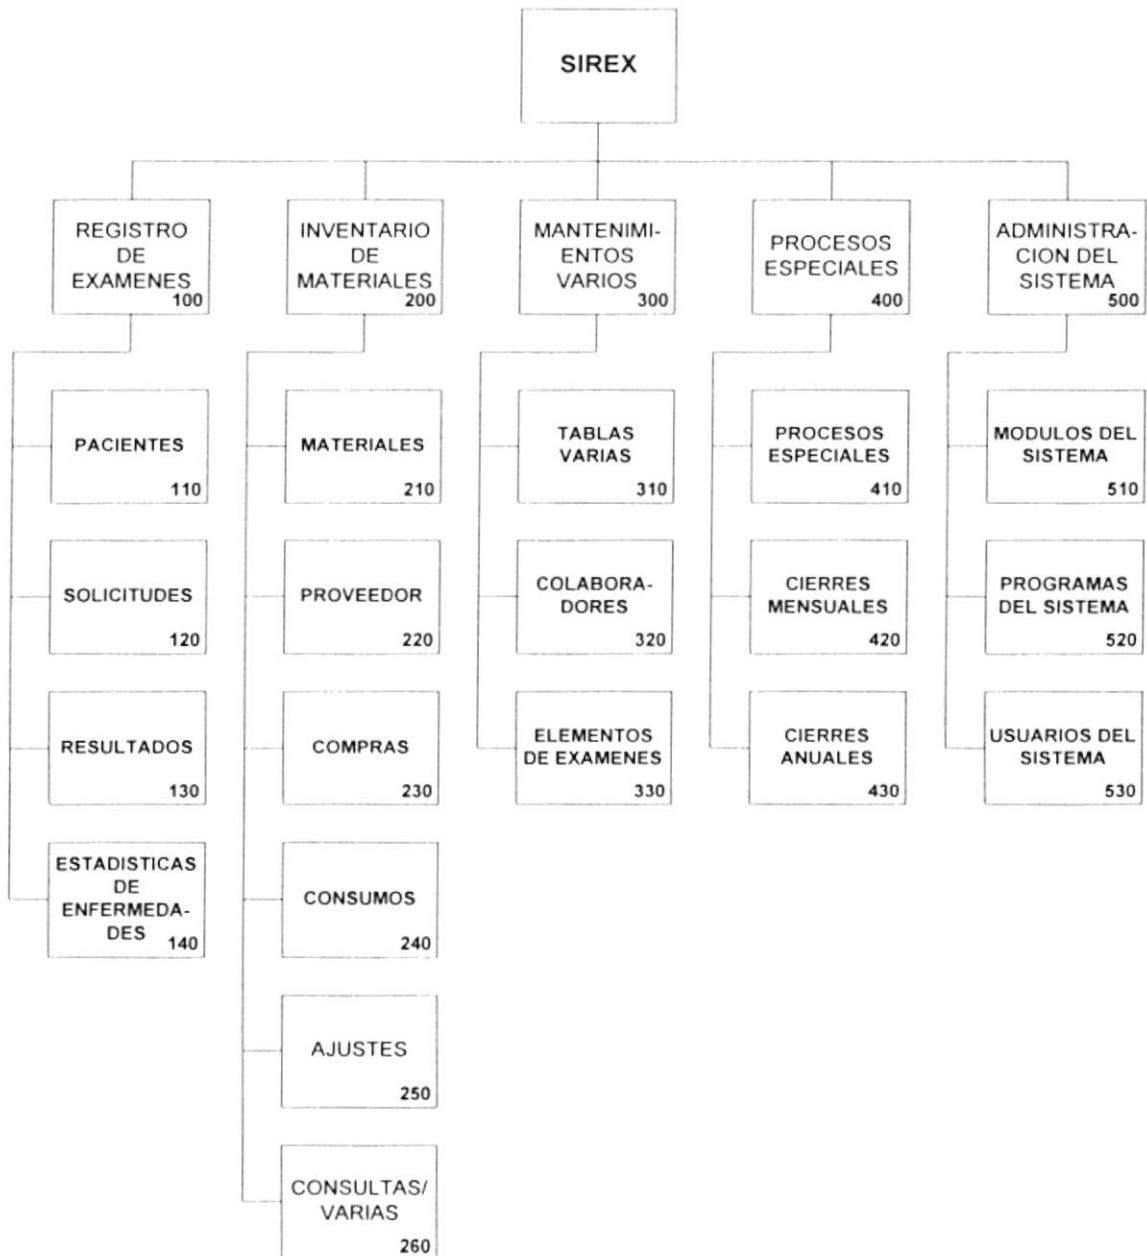 SIREX
REGISTRO
DE
EXAMENES
100
INVENTARIO
DE
MATERIALES
200
MANTENIMI-
ENTOS
VARIOS
300
PROCESOS
ESPECIALES
400
ADMINISTRA-
CION DEL
SISTEMA
500
PACIENTES
110
MATERIALES
210
TABLAS
VARIAS
310
PROCESOS
ESPECIALES
410
MODULOS DEL
SISTEMA
510
SOLICITUDES
120
PROVEEDOR
220
COLABORA-
DORES
320
CIERRES
MENSUALES
420
PROGRAMAS
DEL SISTEMA
520
RESULTADOS
130
COMPRAS
230
ELEMENTOS
DE EXAMENES
330
CIERRES
ANUALES
430
USUARIOS DEL
SISTEMA
530
ESTADISTICAS
DE
ENFERMEDA-
DES
140
CONSUMOS
240
AJUSTES
250
CONSULTAS/
VARIAS
260